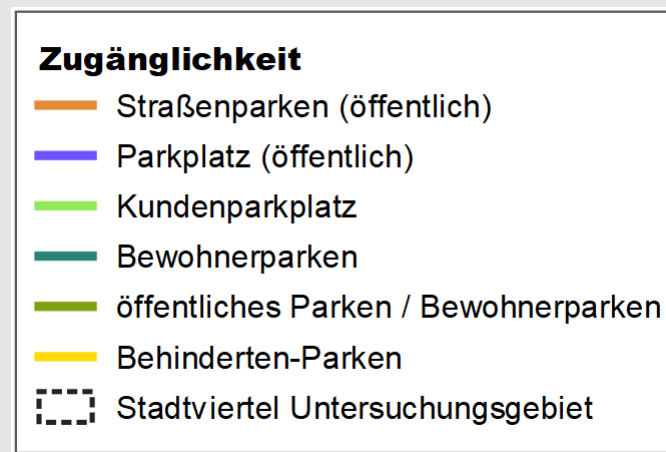 Zugänglichkeit
Straßenparken (öffentlich)
Parkplatz (öffentlich)
Kundenparkplatz
Bewohnerparken
öffentliches Parken / Bewohnerparken
Behinderten-Parken
Stadtviertel Untersuchungsgebiet